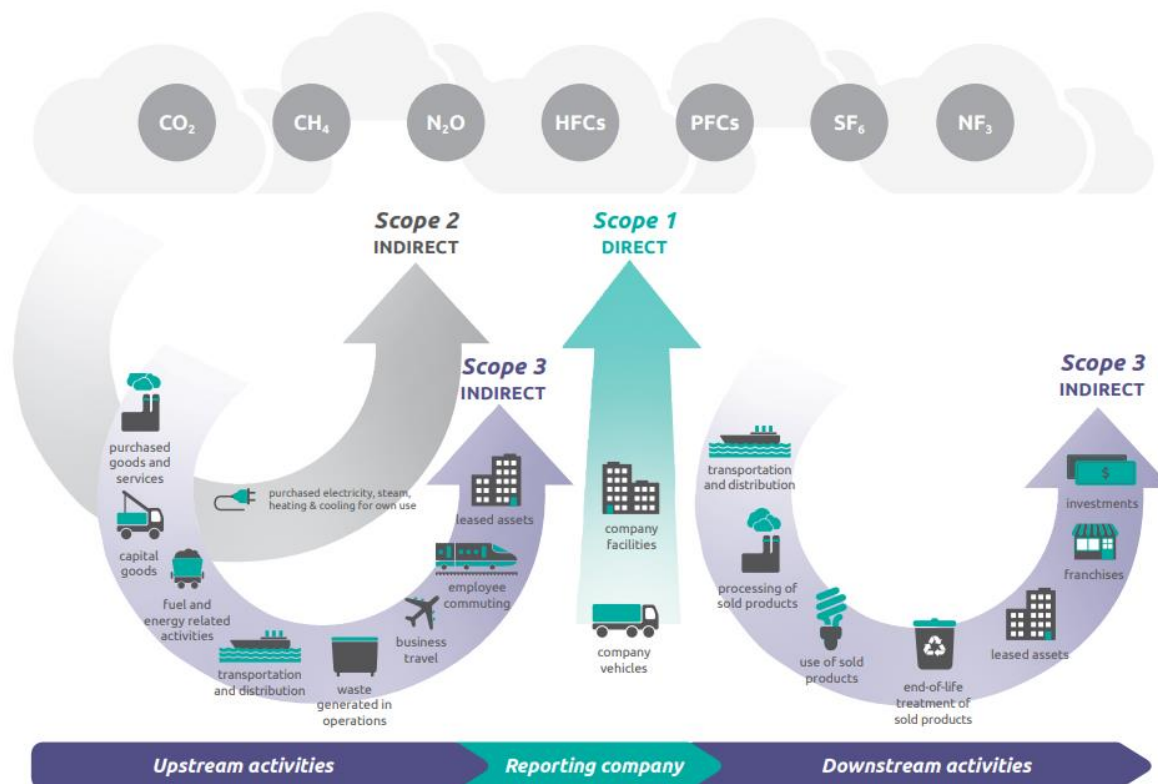 CO₂
CH₄
N₂O
HFCs
PFCs
SF₆
NF₃
Scope 2
INDIRECT
Scope 1
DIRECT
Scope 3
INDIRECT
Scope 3
INDIRECT
purchased
goods and
services
capital
goods
fuel and
energy related
activities
transportation
and distribution
waste
generated in
operations
business
travel
employee
commuting
leased assets
purchased electricity, steam,
heating & cooling for own use
company
facilities
company
vehicles
transportation
and distribution
processing of
sold products
use of sold
products
end-of-life
treatment of
sold products
leased assets
franchises
$
investments
Upstream activities
Reporting company
Downstream activities